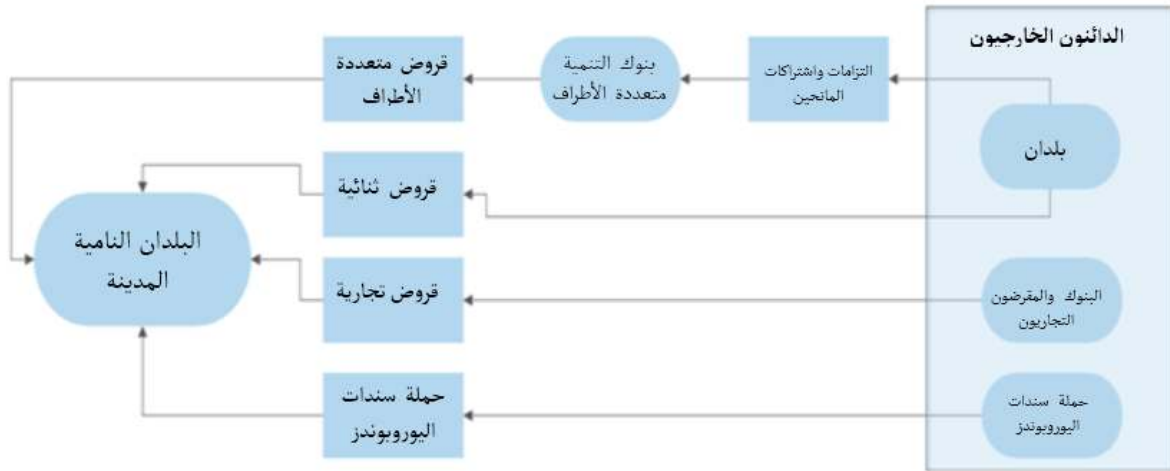 الدائنون الخارجيون
بلدان
التزامات واشتراكات
المانحين
بنوك التنمية
متعددة الأطراف
قروض متعددة
الأطراف
قروض ثنائية
البلدان النامية
المدينة
البنوك والمقرضون
التجاريون
قروض تجارية
حملة سندات
اليوروبوندز
حملة سندات
اليوروبوندز